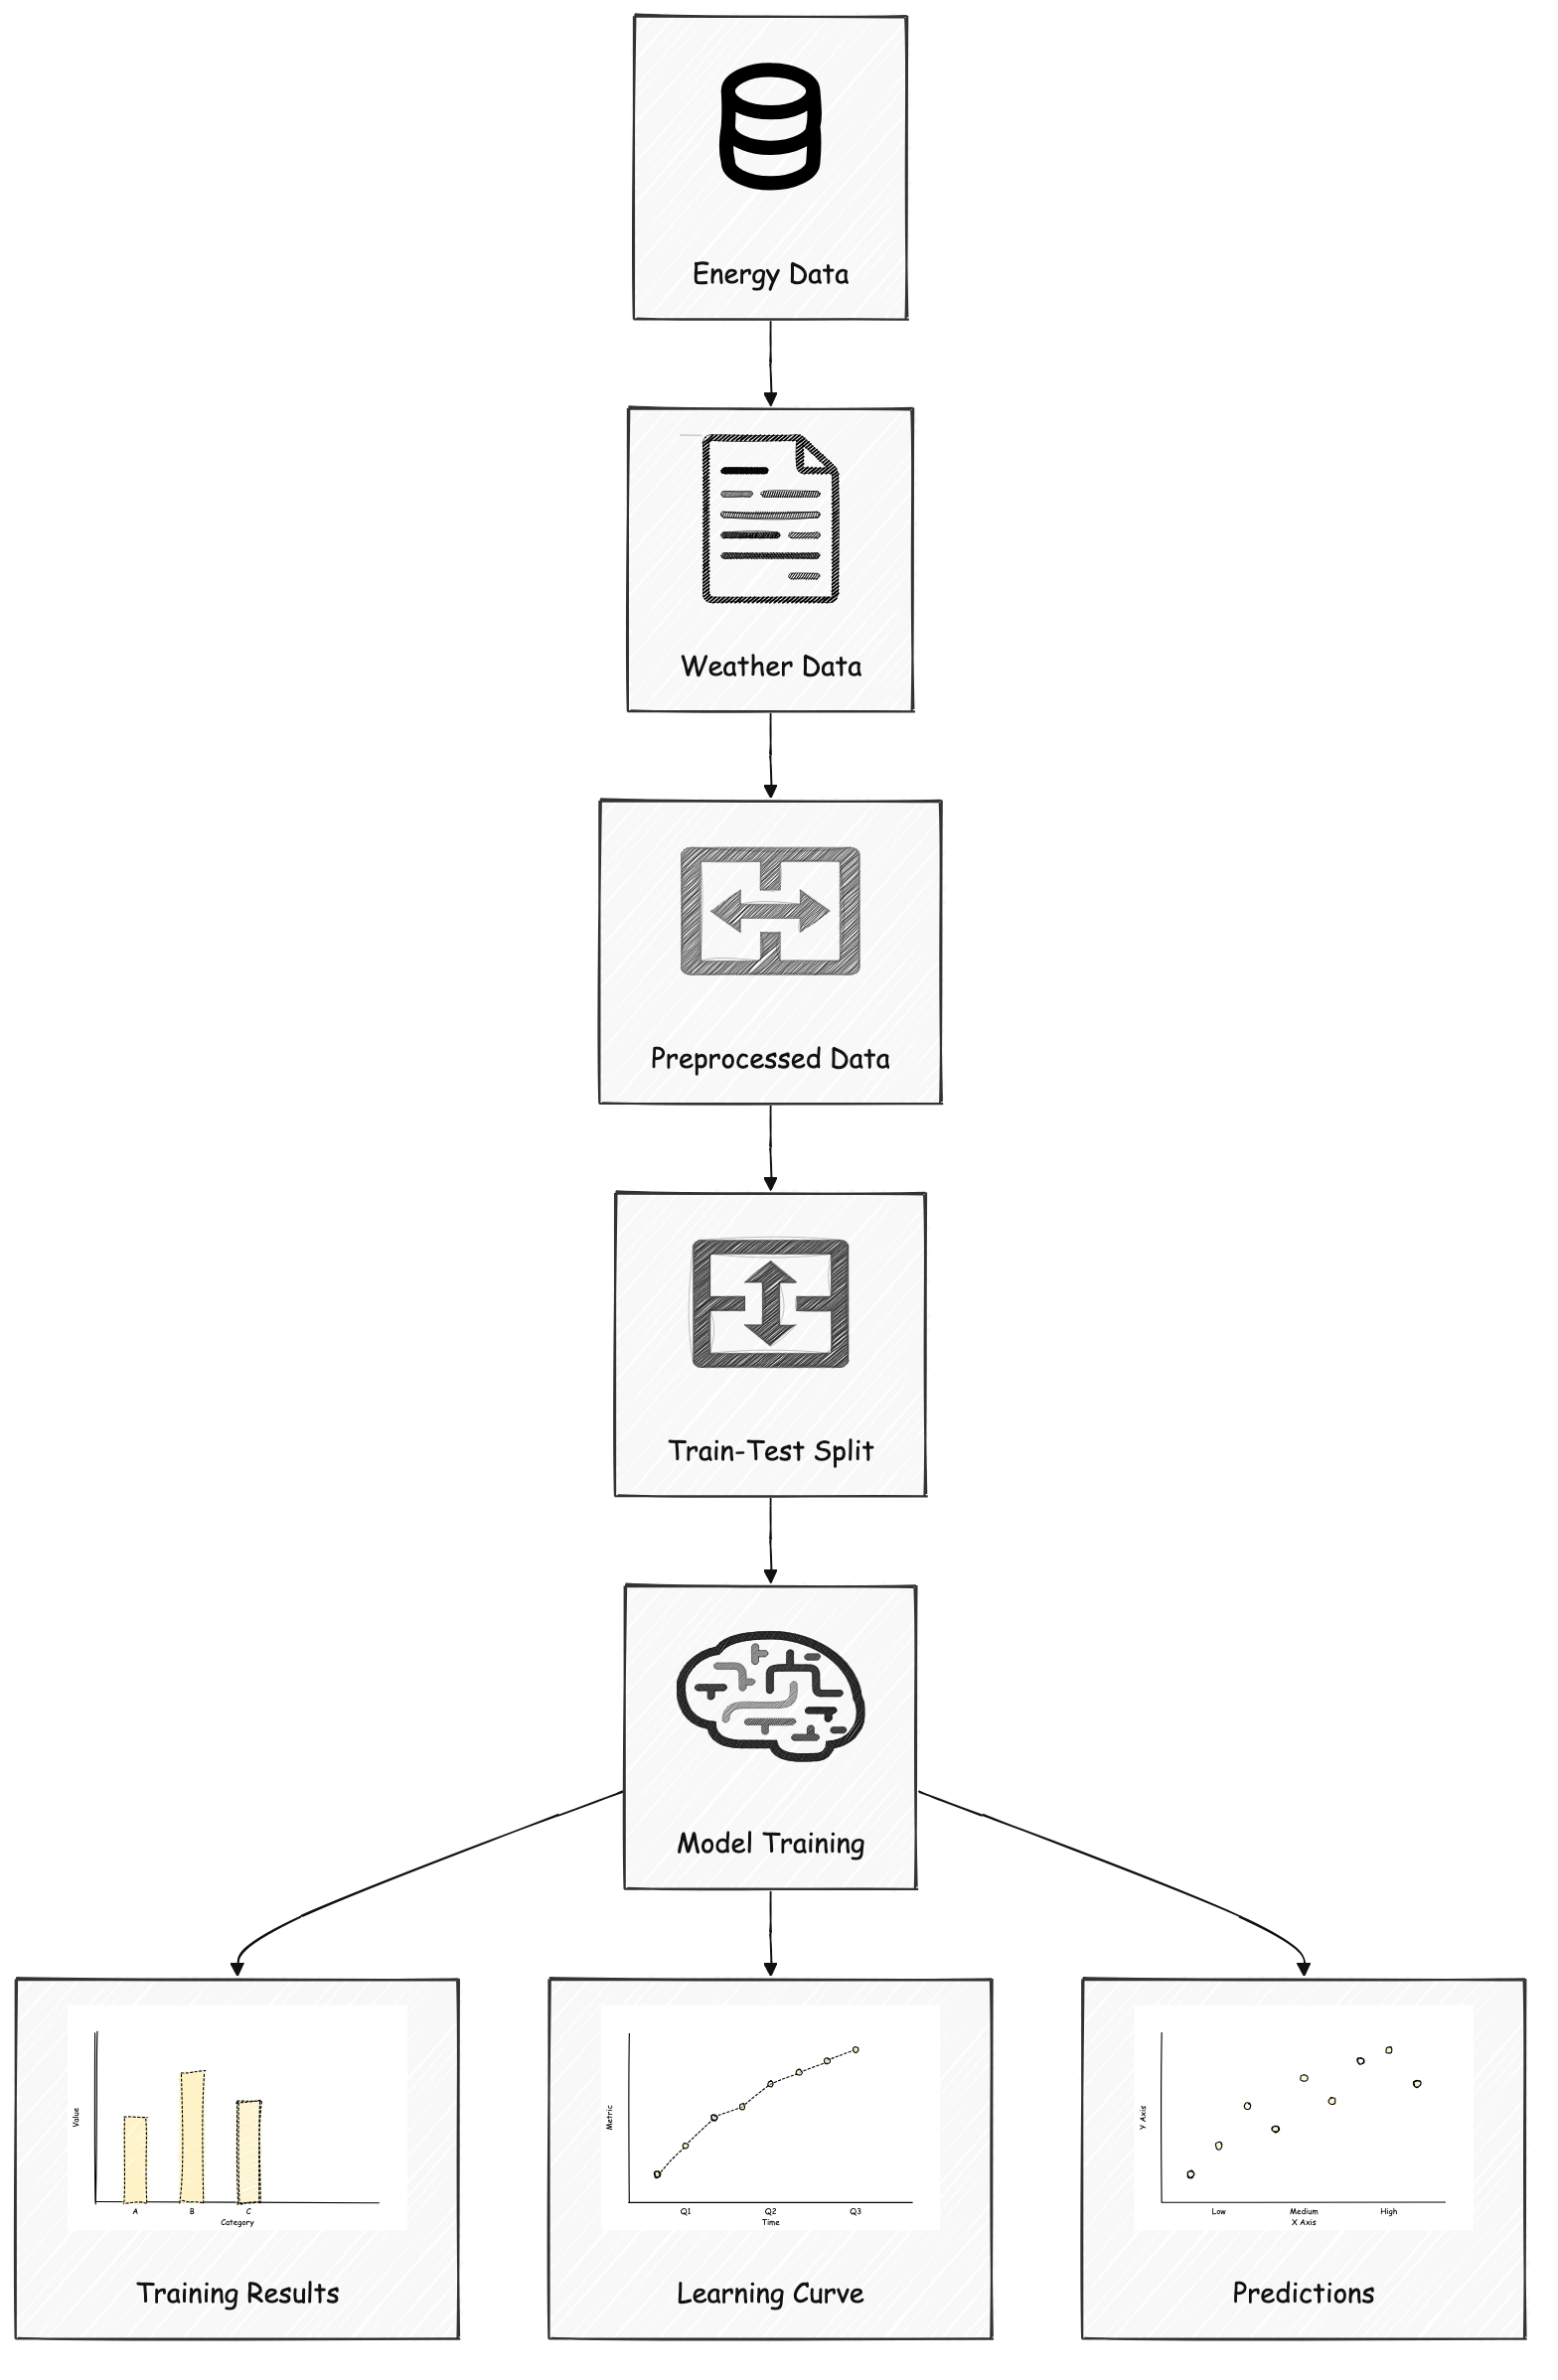 Energy Data
Weather Data
Preprocessed Data
Train-Test Split
Model Training
Value
A B C
Category
Training Results
Metric
Q1 Q2 Q3
Time
Learning Curve
Y Axis
Low Medium High
X Axis
Predictions